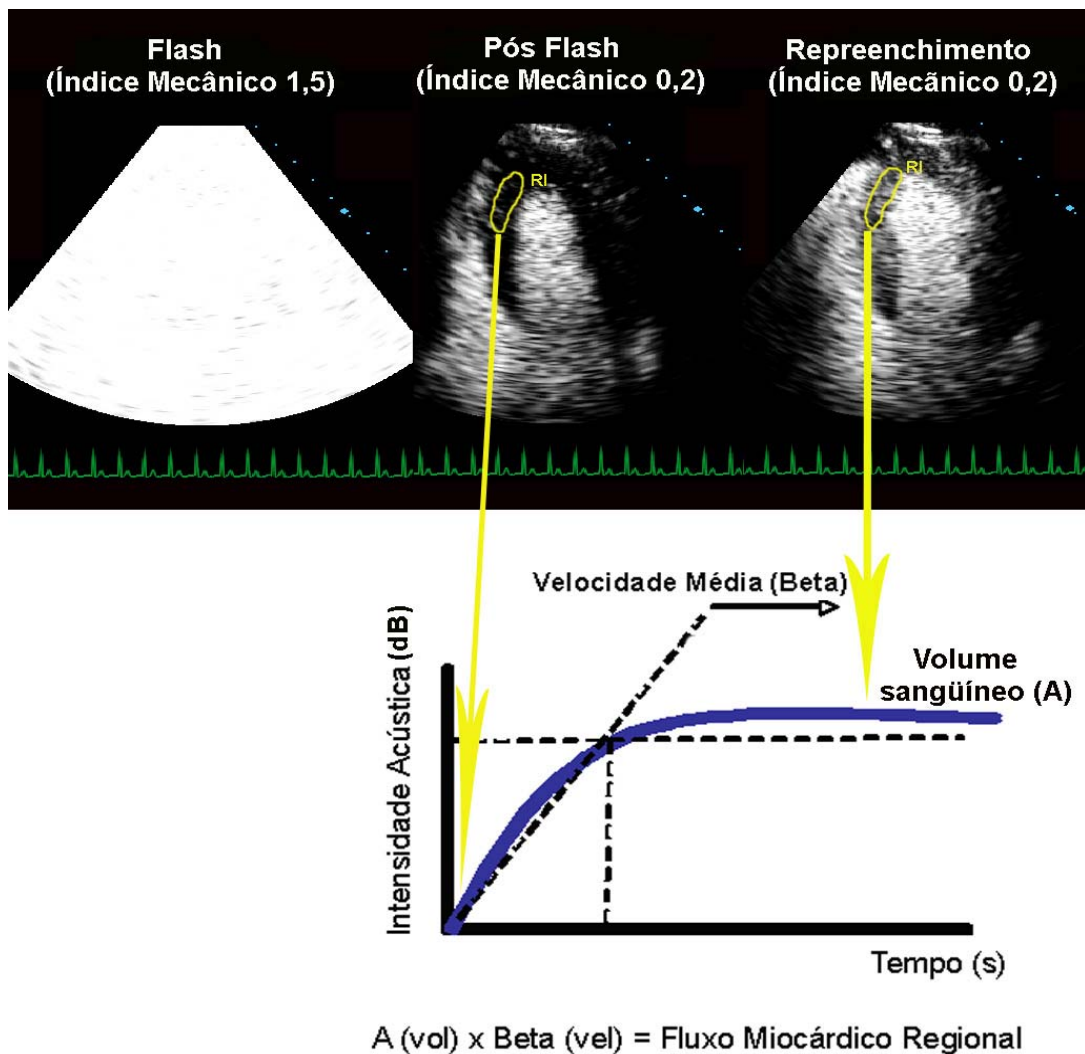 Flash
(Índice Mecânico 1,5)
Pós Flash
(Índice Mecânico 0,2)
Repreenchimento
(Índice Mecãnico 0,2)
RI
RI
Velocidade Média (Beta)
Volume
sangüíneo (A)
Intensidade Acústica (dB)
Tempo (s)
A (vol) x Beta (vel) = Fluxo Miocárdico Regional